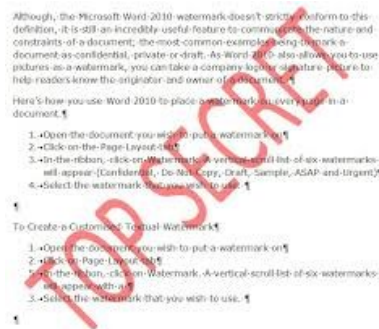 Although, the Microsoft Word 2010 watermark doesn't strictly conform to this
definition, it is still an incredibly useful feature to communicate the nature and
constraints of a document; the most common examples being to mark a
document as confidential, private or draft. As Word 2010 also allows you to use
pictures as a watermark, you can take a company logo or signature picture to
help readers know the originator and owner of a document. ¶
Here's how you use Word 2010 to place a watermark on every page in a
document. ¶
1.→Open the document you wish to put a watermark on¶
2.→Click on the Page Layout tab¶
3.→In the ribbon, click on Watermark. A vertical scroll list of six watermarks
will appear (Confidential, Do Not Copy, Draft, Sample, ASAP and Urgent)¶
4.→Select the watermark that you wish to use. ¶
¶
To Create a Customised Textual Watermark¶
1.→Open the document you wish to put a watermark on¶
2.→Click on Page Layout tab¶
5.→In the ribbon, click on Watermark. A vertical scroll list of six watermarks
will appear with a¶
3.→Select the watermark that you wish to use. ¶
¶
TOP SECRET